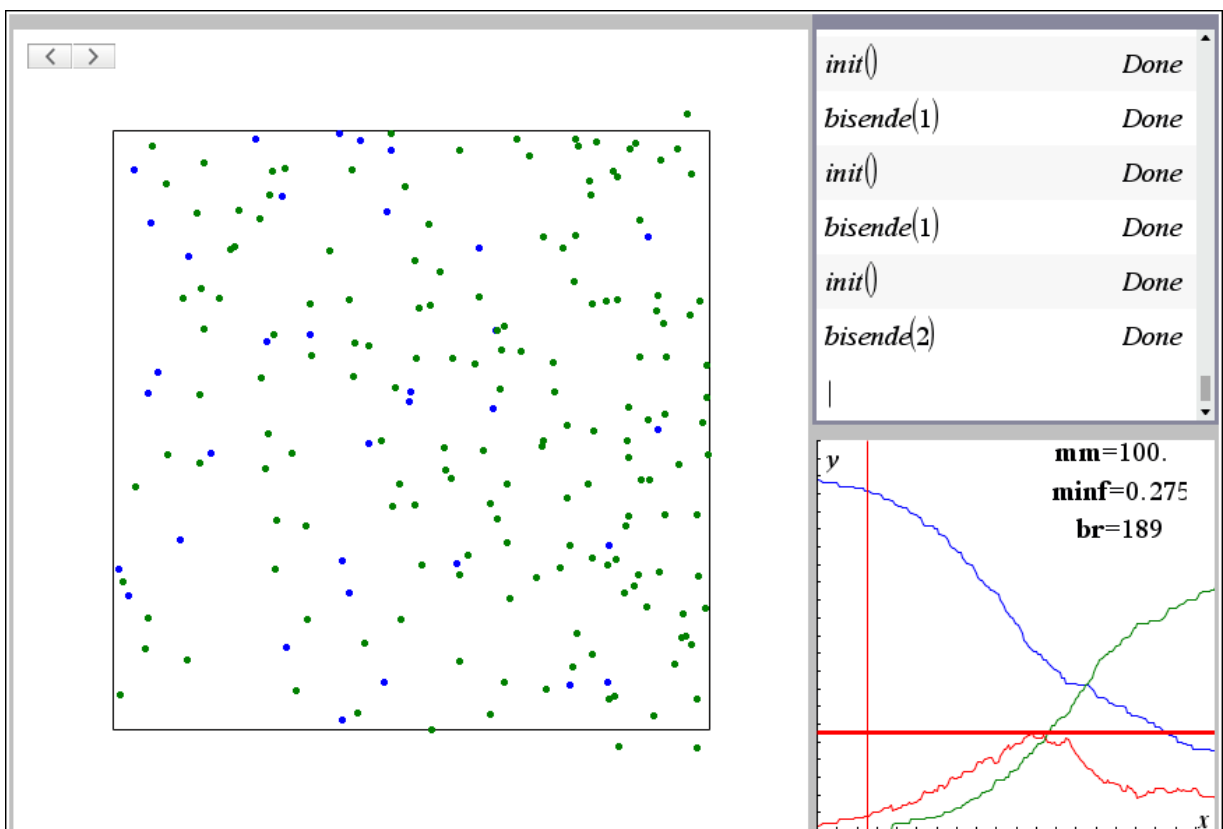 init() Done
bisende(1) Done
init() Done
bisende(1) Done
init() Done
bisende(2) Done
y
mm=100.
minf=0.275
br=189
x